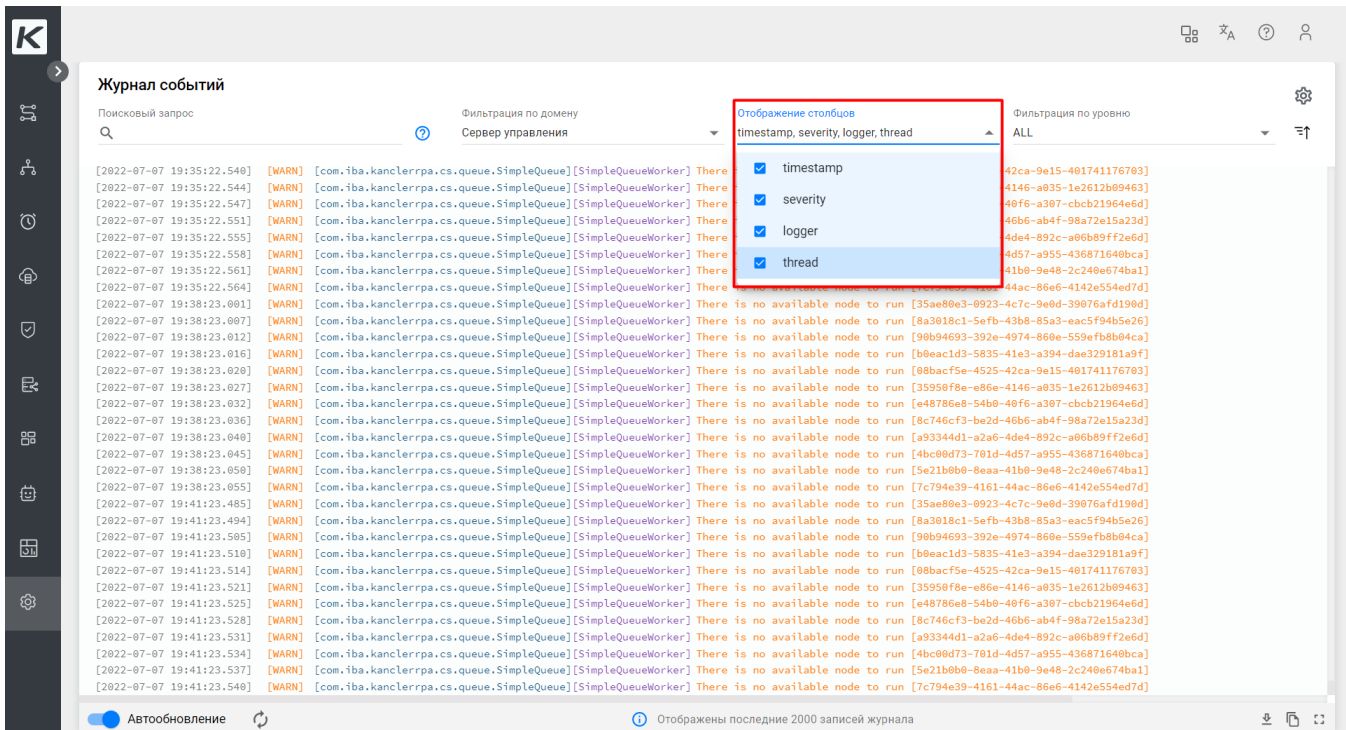 K
Журнал событий
Поисковый запрос
Фильтрация по домену
Отображение столбцов
Фильтрация по уровню
Сервер управления
timestamp, severity, logger, thread
ALL
timestamp
severity
logger
thread
[2022-07-07 19:35:22.540] [WARN] [com.iba.kanclerrpa.cs.queue.SimpleQueue][SimpleQueueWorker] There 42ca-9e15-401741176703]
[2022-07-07 19:35:22.544] [WARN] [com.iba.kanclerrpa.cs.queue.SimpleQueue][SimpleQueueWorker] There 4146-a035-1e2612b09463]
[2022-07-07 19:35:22.547] [WARN] [com.iba.kanclerrpa.cs.queue.SimpleQueue][SimpleQueueWorker] There 40f6-a307-cbcb21964e6d]
[2022-07-07 19:35:22.551] [WARN] [com.iba.kanclerrpa.cs.queue.SimpleQueue][SimpleQueueWorker] There 46b6-ab4f-98a72e15a23d]
[2022-07-07 19:35:22.555] [WARN] [com.iba.kanclerrpa.cs.queue.SimpleQueue][SimpleQueueWorker] There 4de4-892c-a06b89ff2e6d]
[2022-07-07 19:35:22.558] [WARN] [com.iba.kanclerrpa.cs.queue.SimpleQueue][SimpleQueueWorker] There 4d57-a955-436871640bca]
[2022-07-07 19:35:22.561] [WARN] [com.iba.kanclerrpa.cs.queue.SimpleQueue][SimpleQueueWorker] There 41b0-9e48-2c240e674ba1]
[2022-07-07 19:35:22.564] [WARN] [com.iba.kanclerrpa.cs.queue.SimpleQueue][SimpleQueueWorker] There is no available node to run [7c794e39-4161-44ac-86e6-4142e554ed7d]
[2022-07-07 19:38:23.001] [WARN] [com.iba.kanclerrpa.cs.queue.SimpleQueue][SimpleQueueWorker] There is no available node to run [35ae80e3-0923-4c7c-9e0d-39076afd190d]
[2022-07-07 19:38:23.007] [WARN] [com.iba.kanclerrpa.cs.queue.SimpleQueue][SimpleQueueWorker] There is no available node to run [8a3018c1-5efb-43b8-85a3-eac5f94b5e26]
[2022-07-07 19:38:23.012] [WARN] [com.iba.kanclerrpa.cs.queue.SimpleQueue][SimpleQueueWorker] There is no available node to run [90b94693-392e-4974-860e-559efb8b04ca]
[2022-07-07 19:38:23.016] [WARN] [com.iba.kanclerrpa.cs.queue.SimpleQueue][SimpleQueueWorker] There is no available node to run [b0eac1d3-5835-41e3-a394-dae329181a9f]
[2022-07-07 19:38:23.020] [WARN] [com.iba.kanclerrpa.cs.queue.SimpleQueue][SimpleQueueWorker] There is no available node to run [08bacf5e-4525-42ca-9e15-401741176703]
[2022-07-07 19:38:23.027] [WARN] [com.iba.kanclerrpa.cs.queue.SimpleQueue][SimpleQueueWorker] There is no available node to run [35950f8e-e86e-4146-a035-1e2612b09463]
[2022-07-07 19:38:23.032] [WARN] [com.iba.kanclerrpa.cs.queue.SimpleQueue][SimpleQueueWorker] There is no available node to run [e48786e8-54b0-40f6-a307-cbcb21964e6d]
[2022-07-07 19:38:23.036] [WARN] [com.iba.kanclerrpa.cs.queue.SimpleQueue][SimpleQueueWorker] There is no available node to run [8c746cf3-be2d-46b6-ab4f-98a72e15a23d]
[2022-07-07 19:38:23.040] [WARN] [com.iba.kanclerrpa.cs.queue.SimpleQueue][SimpleQueueWorker] There is no available node to run [a93344d1-a2a6-4de4-892c-a06b89ff2e6d]
[2022-07-07 19:38:23.045] [WARN] [com.iba.kanclerrpa.cs.queue.SimpleQueue][SimpleQueueWorker] There is no available node to run [4bc00d73-701d-4d57-a955-436871640bca]
[2022-07-07 19:38:23.050] [WARN] [com.iba.kanclerrpa.cs.queue.SimpleQueue][SimpleQueueWorker] There is no available node to run [5e21b0b0-8eaa-41b0-9e48-2c240e674ba1]
[2022-07-07 19:38:23.055] [WARN] [com.iba.kanclerrpa.cs.queue.SimpleQueue][SimpleQueueWorker] There is no available node to run [7c794e39-4161-44ac-86e6-4142e554ed7d]
[2022-07-07 19:41:23.485] [WARN] [com.iba.kanclerrpa.cs.queue.SimpleQueue][SimpleQueueWorker] There is no available node to run [35ae80e3-0923-4c7c-9e0d-39076afd190d]
[2022-07-07 19:41:23.494] [WARN] [com.iba.kanclerrpa.cs.queue.SimpleQueue][SimpleQueueWorker] There is no available node to run [8a3018c1-5efb-43b8-85a3-eac5f94b5e26]
[2022-07-07 19:41:23.505] [WARN] [com.iba.kanclerrpa.cs.queue.SimpleQueue][SimpleQueueWorker] There is no available node to run [90b94693-392e-4974-860e-559efb8b04ca]
[2022-07-07 19:41:23.510] [WARN] [com.iba.kanclerrpa.cs.queue.SimpleQueue][SimpleQueueWorker] There is no available node to run [b0eac1d3-5835-41e3-a394-dae329181a9f]
[2022-07-07 19:41:23.514] [WARN] [com.iba.kanclerrpa.cs.queue.SimpleQueue][SimpleQueueWorker] There is no available node to run [08bacf5e-4525-42ca-9e15-401741176703]
[2022-07-07 19:41:23.521] [WARN] [com.iba.kanclerrpa.cs.queue.SimpleQueue][SimpleQueueWorker] There is no available node to run [35950f8e-e86e-4146-a035-1e2612b09463]
[2022-07-07 19:41:23.525] [WARN] [com.iba.kanclerrpa.cs.queue.SimpleQueue][SimpleQueueWorker] There is no available node to run [e48786e8-54b0-40f6-a307-cbcb21964e6d]
[2022-07-07 19:41:23.528] [WARN] [com.iba.kanclerrpa.cs.queue.SimpleQueue][SimpleQueueWorker] There is no available node to run [8c746cf3-be2d-46b6-ab4f-98a72e15a23d]
[2022-07-07 19:41:23.531] [WARN] [com.iba.kanclerrpa.cs.queue.SimpleQueue][SimpleQueueWorker] There is no available node to run [a93344d1-a2a6-4de4-892c-a06b89ff2e6d]
[2022-07-07 19:41:23.534] [WARN] [com.iba.kanclerrpa.cs.queue.SimpleQueue][SimpleQueueWorker] There is no available node to run [4bc00d73-701d-4d57-a955-436871640bca]
[2022-07-07 19:41:23.537] [WARN] [com.iba.kanclerrpa.cs.queue.SimpleQueue][SimpleQueueWorker] There is no available node to run [5e21b0b0-8eaa-41b0-9e48-2c240e674ba1]
[2022-07-07 19:41:23.540] [WARN] [com.iba.kanclerrpa.cs.queue.SimpleQueue][SimpleQueueWorker] There is no available node to run [7c794e39-4161-44ac-86e6-4142e554ed7d]
Автообновление
Отображены последние 2000 записей журнала